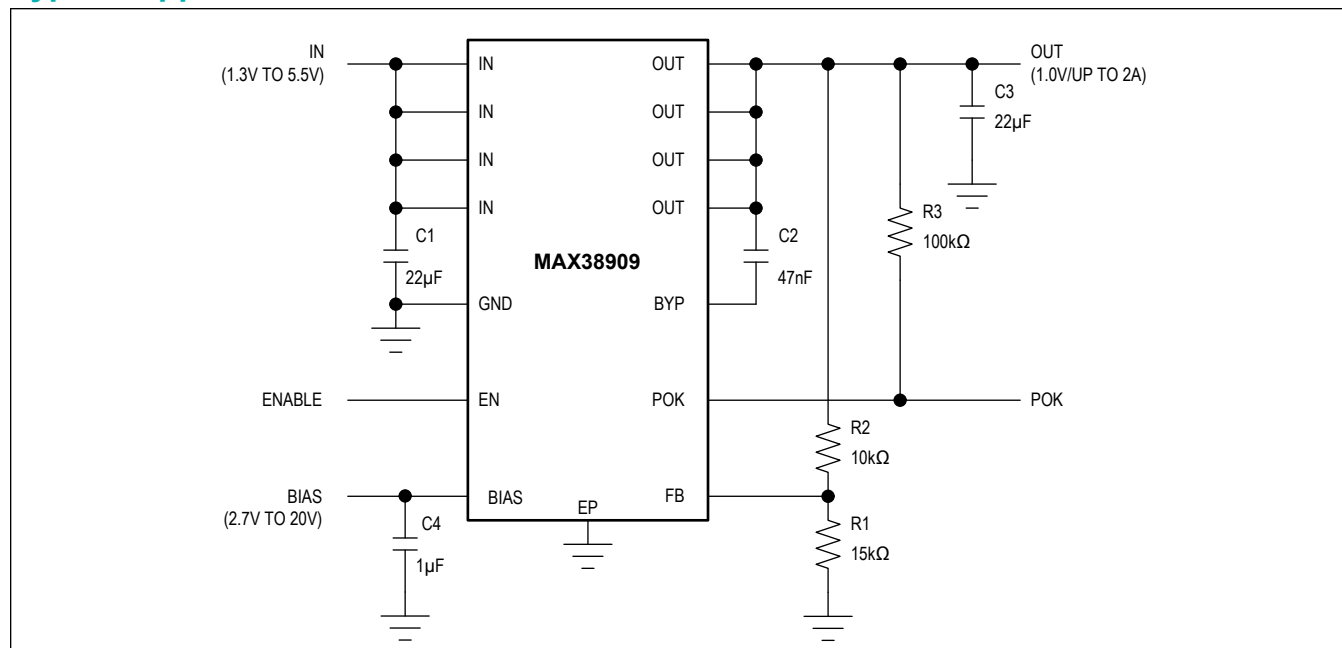 IN
(1.3V TO 5.5V)
IN
IN
IN
IN
C1
22µF
GND
ENABLE
EN
BIAS
(2.7V TO 20V)
BIAS
C4
1µF
EP
MAX38909
OUT
OUT
OUT
OUT
BYP
POK
FB
C2
47nF
OUT
(1.0V/UP TO 2A)
C3
22µF
R3
100kΩ
POK
R2
10kΩ
R1
15kΩ